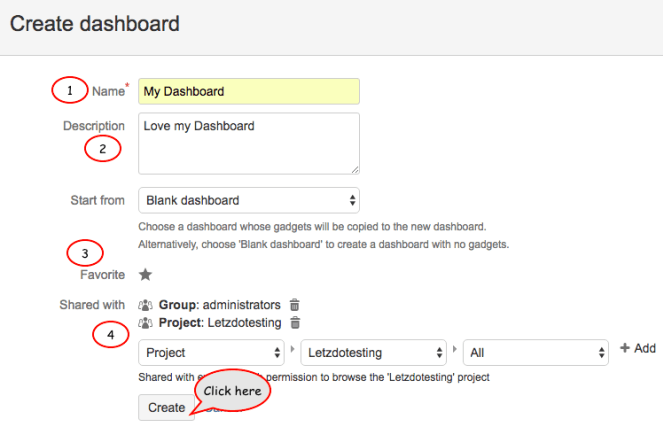 Create dashboard
1 Name* My Dashboard
Description Love my Dashboard
2
Start from Blank dashboard
Choose a dashboard whose gadgets will be copied to the new dashboard.
Alternatively, choose 'Blank dashboard' to create a dashboard with no gadgets.
3
Favorite
Shared with Group: administrators
Project: Letzdotesting
4
Project Letzdotesting All + Add
Shared with permission to browse the 'Letzdotesting' project
Click here
Create